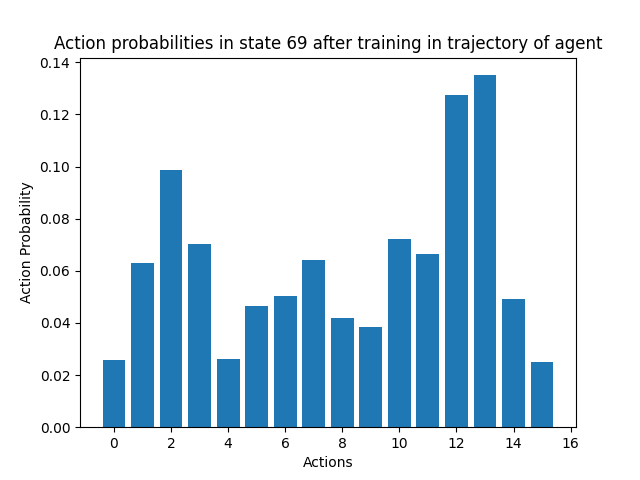 Action probabilities in state 69 after training in trajectory of agent
0.14
0.12
0.10
0.08
0.06
0.04
0.02
0.00
Action Probability
0 2 4 6 8 10 12 14 16
Actions